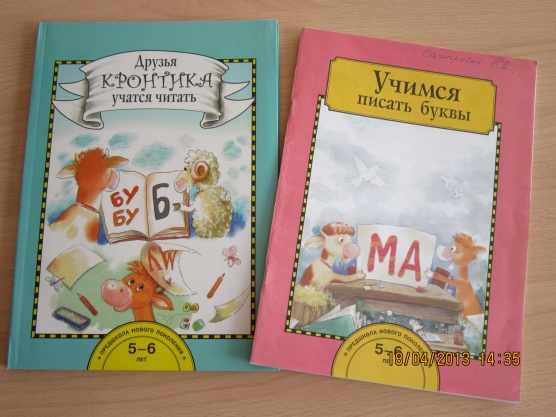 Друзья
КРОНТИКА
учатся читать
БУ
БУ
Б
ПРЕДШКОЛА НОВОГО ПОКОЛЕНИЯ
5–6
ЛЕТ
Учимся
писать буквы
МА
ПРЕДШКОЛА НОВОГО ПОКОЛЕНИЯ
5–6
ЛЕТ
18/04/2013 14:35